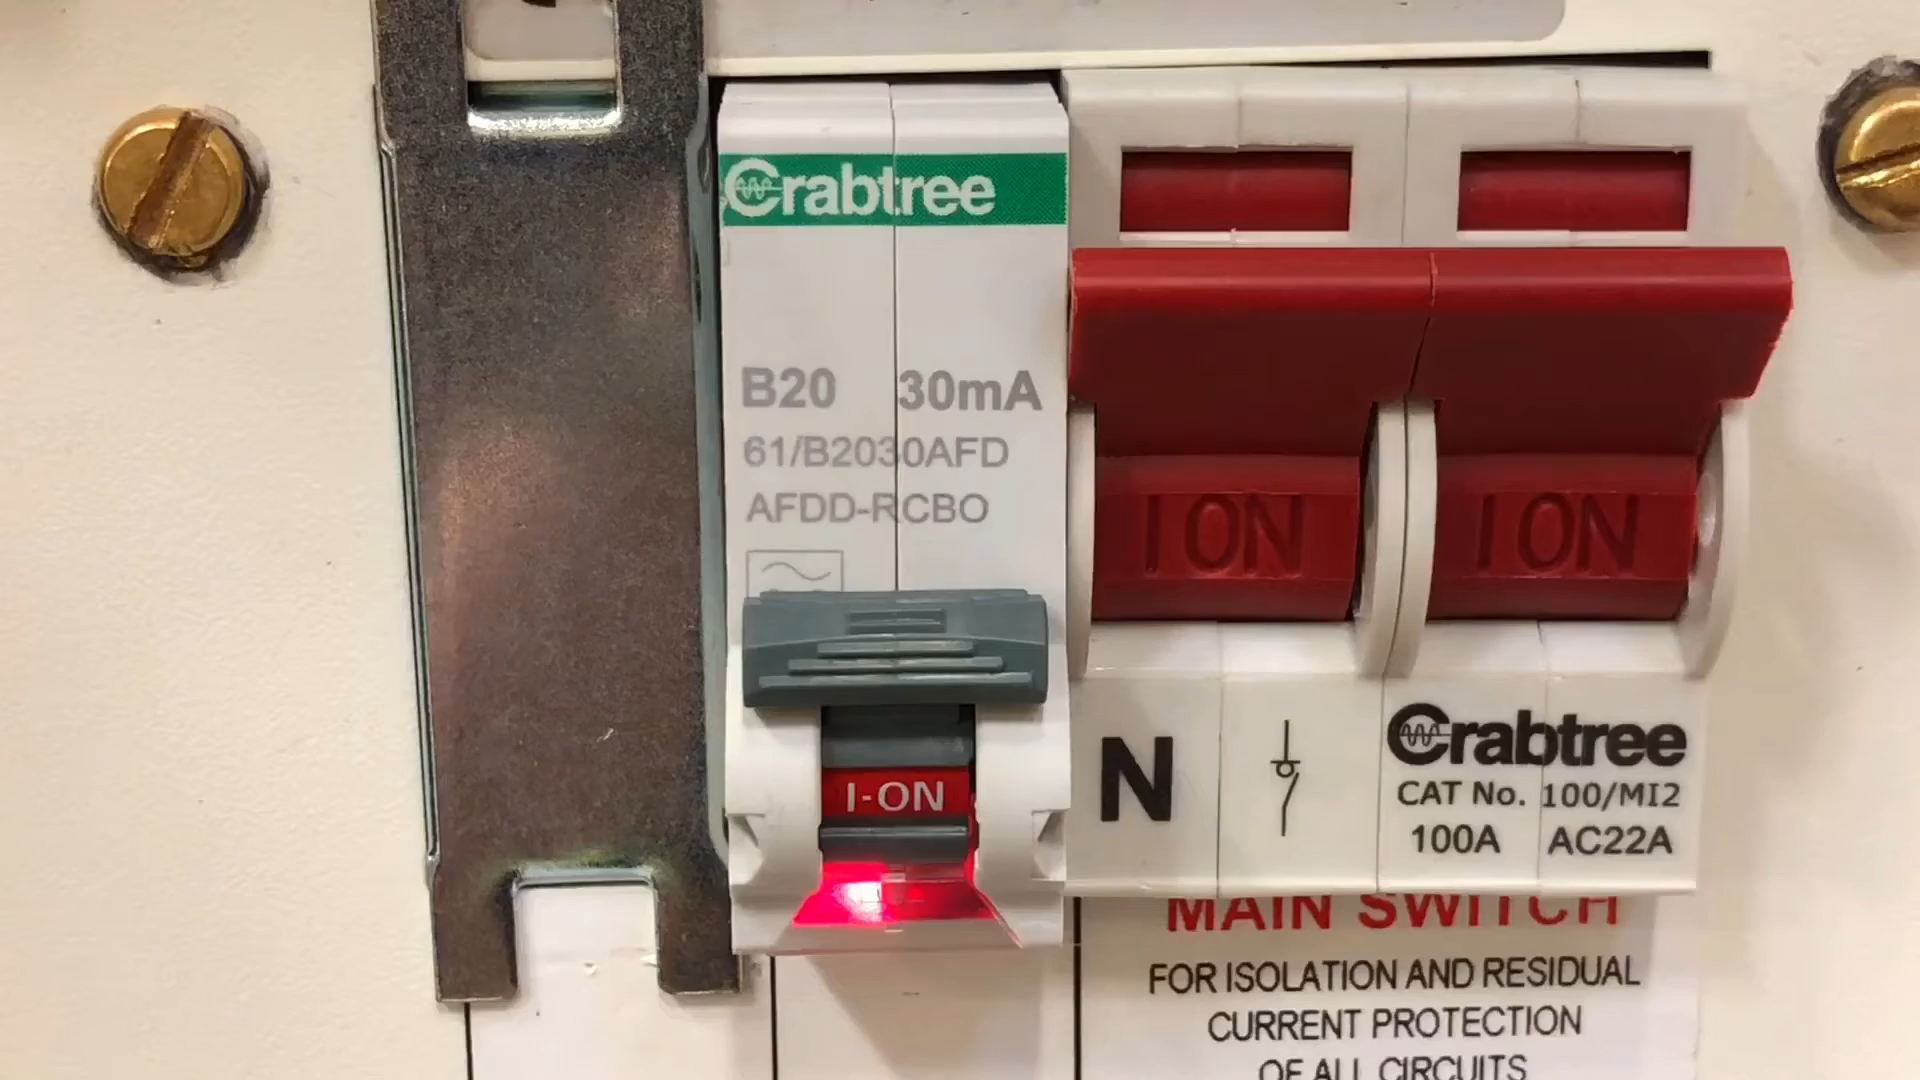 Crabtree
B20 30mA
61/B2030AFD
AFDD-RCBO
I-ON
I ON
I ON
N
Crabtree
CAT No. 100/MI2
100A AC22A
MAIN SWITCH
FOR ISOLATION AND RESIDUAL
CURRENT PROTECTION
OF ALL CIRCUITS